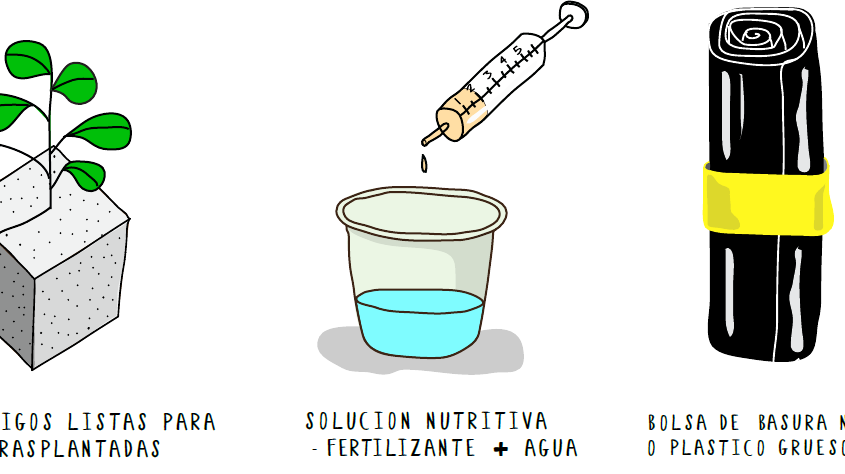 1 2 3 4 5
IGOS LISTAS PARA
RASPLANTADAS
SOLUCION NUTRITIVA
- FERTILIZANTE + AGUA
BOLSA DE BASURA N
O PLASTICO GRUESO